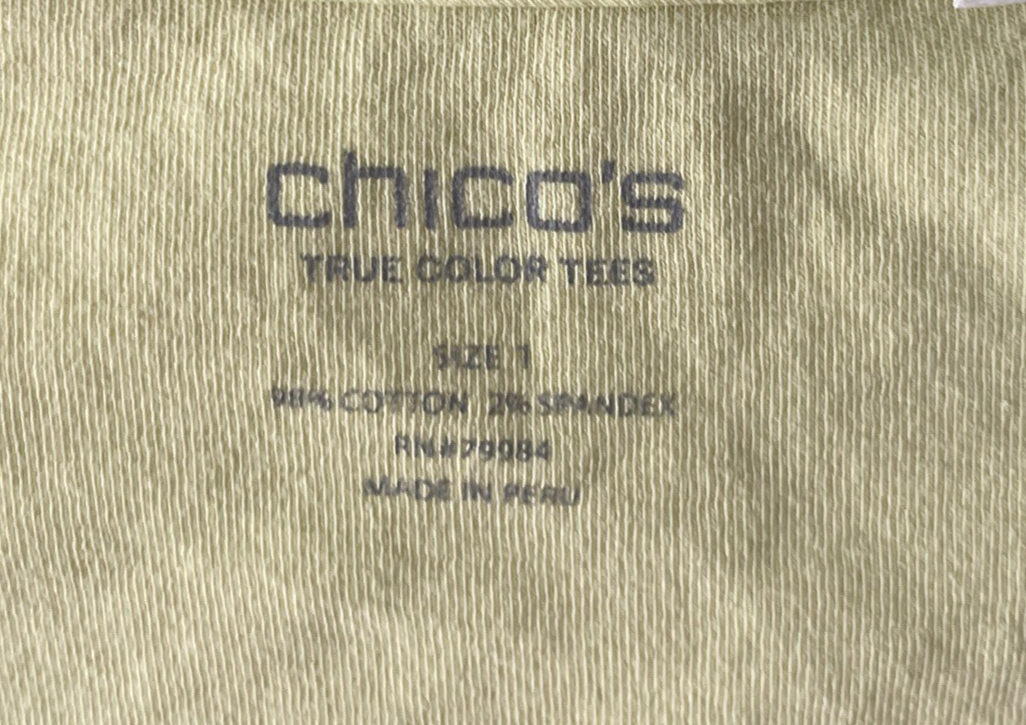 chico's
TRUE COLOR TEES
SIZE 1
98% COTTON 2% SPANDEX
RN#79984
MADE IN PERU